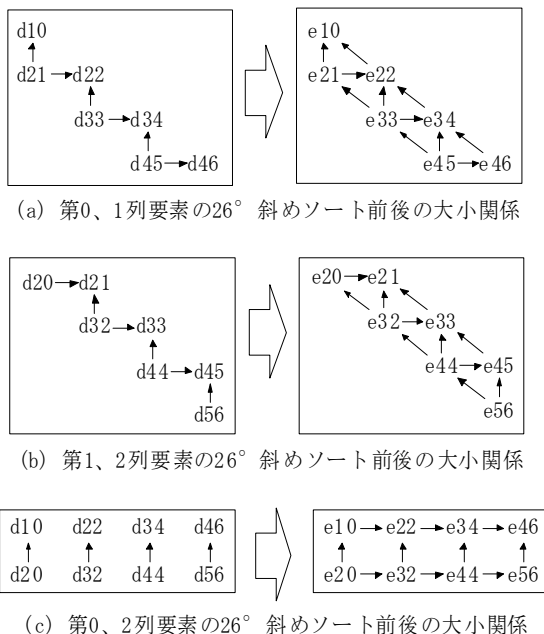 d10 e10
d21 d22 e21 e22
d33 d34 e33 e34
d45 d46 e45 e46
(a) 第0、1列要素の26°斜めソート前後の大小関係
d20 d21 e20 e21
d32 d33 e32 e33
d44 d45 e44 e45
d56 e56
(b) 第1、2列要素の26°斜めソート前後の大小関係
d10 d22 d34 d46 e10 e22 e34 e46
d20 d32 d44 d56 e20 e32 e44 e56
(c) 第0、2列要素の26°斜めソート前後の大小関係